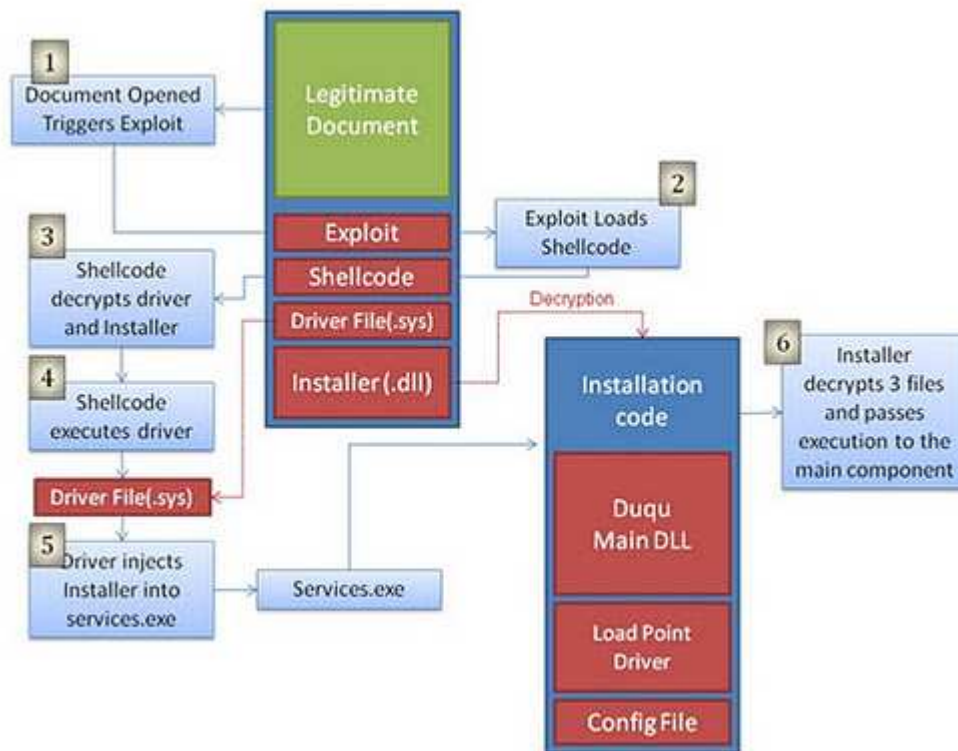 1
Document Opened
Triggers Exploit
Legitimate
Document
2
Exploit Loads
Shellcode
Exploit
Shellcode
Driver File(.sys)
Installer (.dll)
3
Shellcode
decrypts driver
and Installer
Decryption
4
Shellcode
executes driver
Driver File(.sys)
5
Driver injects
Installer into
services.exe
Services.exe
Installation
code
Duqu
Main DLL
Load Point
Driver
Config File
6
Installer
decrypts 3 files
and passes
execution to the
main component